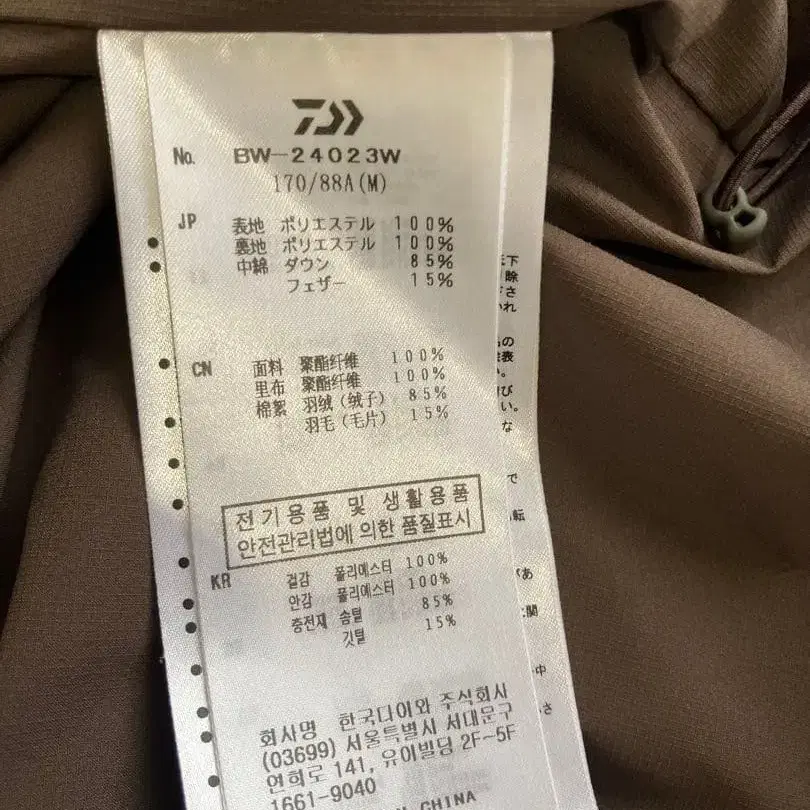 No. BW-24023W
170/88A(M)
JP 表地 ポリエステル 100%
裏地 ポリエステル 100%
中綿 ダウン 85%
フェザー 15%
CN 面料 聚酯纤维 100%
里布 聚酯纤维 100%
棉絮 羽绒(绒子) 85%
羽毛(毛片) 15%
전기용품 및 생활용품
안전관리법에 의한 품질표시
KR 겉감 폴리에스터 100%
안감 폴리에스터 100%
충전재 솜털 85%
깃털 15%
회사명 한국다이와 주식회사
(03699) 서울특별시 서대문구
연희로 141, 유이빌딩 2F~5F
1661-9040
CHINA